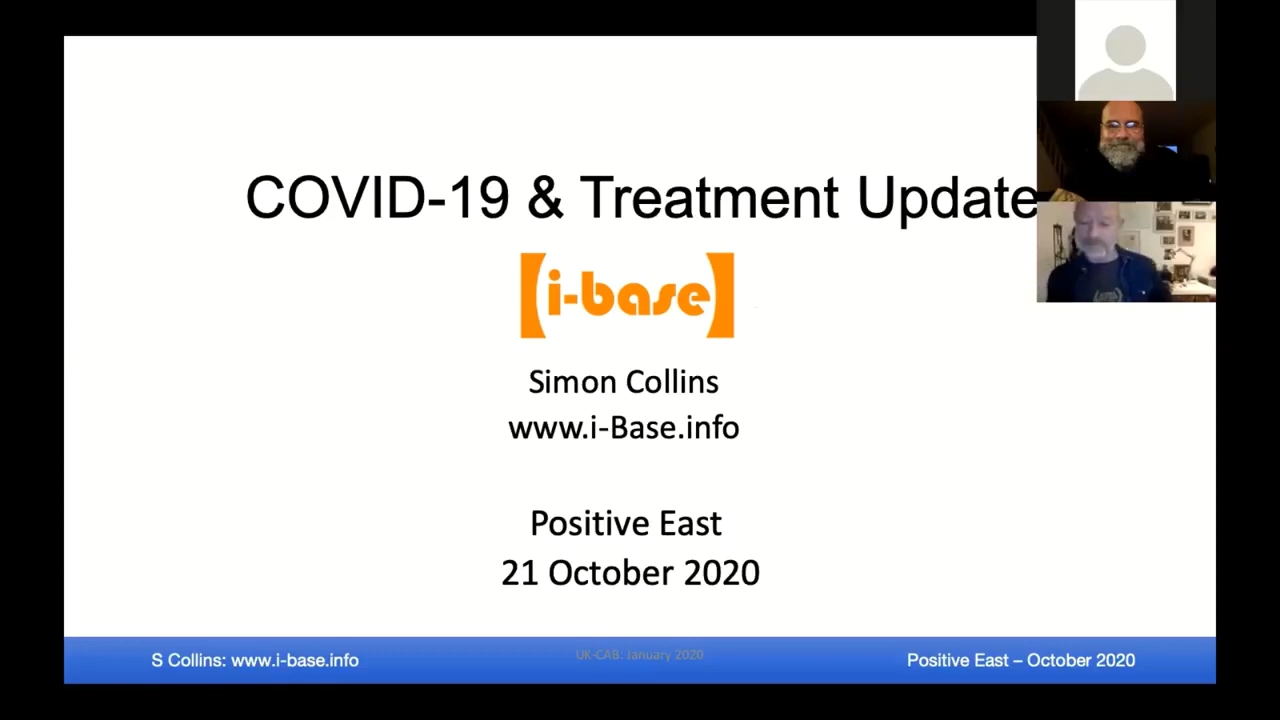 COVID-19 & Treatment Update
[i-base]
Simon Collins
www.i-Base.info
Positive East
21 October 2020
S Collins: www.i-base.info
UK-CAB: January 2020
Positive East – October 2020